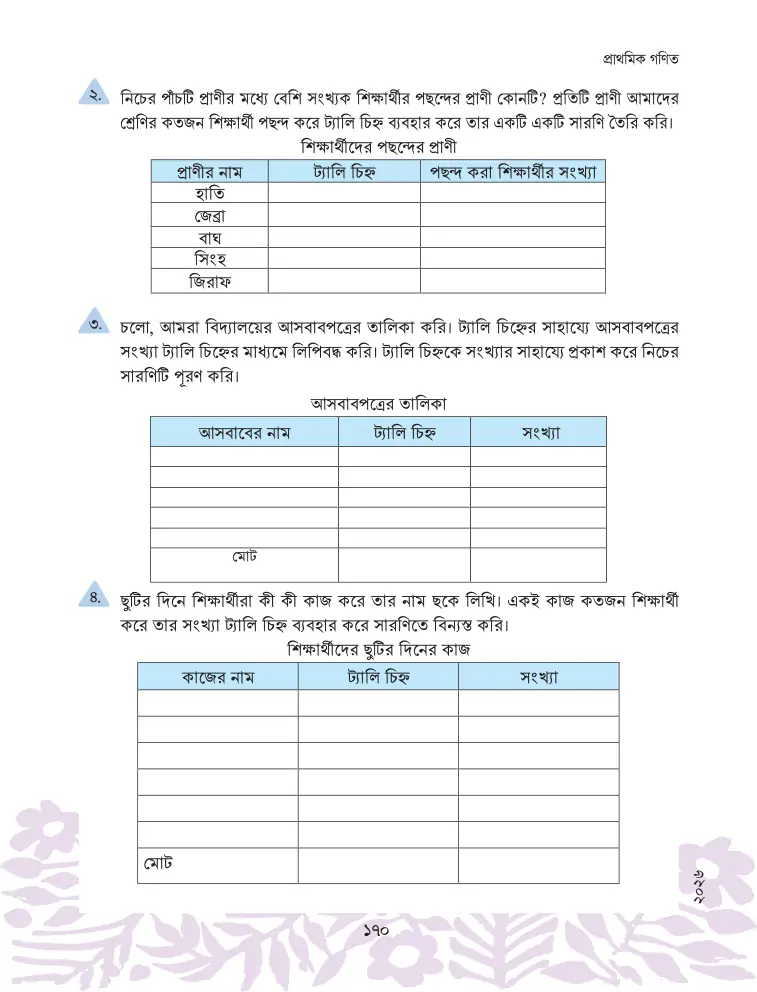 প্রাথমিক গণিত
২. নিচের পাঁচটি প্রাণীর মধ্যে বেশি সংখ্যক শিক্ষার্থীর পছন্দের প্রাণী কোনটি? প্রতিটি প্রাণী আমাদের
শ্রেণির কতজন শিক্ষার্থী পছন্দ করে ট্যালি চিহ্ন ব্যবহার করে তার একটি একটি সারণি তৈরি করি।
শিক্ষার্থীদের পছন্দের প্রাণী
প্রাণীর নাম ট্যালি চিহ্ন পছন্দ করা শিক্ষার্থীর সংখ্যা
হাতি
জেব্রা
বাঘ
সিংহ
জিরাফ
৩. চলো, আমরা বিদ্যালয়ের আসবাবপত্রের তালিকা করি। ট্যালি চিহ্নের সাহায্যে আসবাবপত্রের
সংখ্যা ট্যালি চিহ্নের মাধ্যমে লিপিবদ্ধ করি। ট্যালি চিহ্নকে সংখ্যার সাহায্যে প্রকাশ করে নিচের
সারণিটি পূরণ করি।
আসবাবপত্রের তালিকা
আসবাবের নাম ট্যালি চিহ্ন সংখ্যা
মোট
৪. ছুটির দিনে শিক্ষার্থীরা কী কী কাজ করে তার নাম ছকে লিখি। একই কাজ কতজন শিক্ষার্থী
করে তার সংখ্যা ট্যালি চিহ্ন ব্যবহার করে সারণিতে বিন্যস্ত করি।
শিক্ষার্থীদের ছুটির দিনের কাজ
কাজের নাম ট্যালি চিহ্ন সংখ্যা
মোট
২০২৬
১৭০